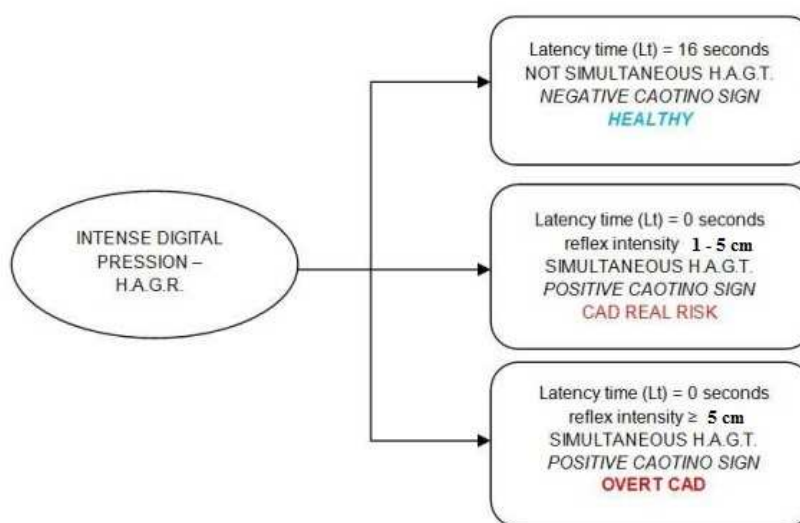 INTENSE DIGITAL
PRESSION –
H.A.G.R.
Latency time (Lt) = 16 seconds
NOT SIMULTANEOUS H.A.G.T.
NEGATIVE CAOTINO SIGN
HEALTHY
Latency time (Lt) = 0 seconds
reflex intensity 1 - 5 cm
SIMULTANEOUS H.A.G.T.
POSITIVE CAOTINO SIGN
CAD REAL RISK
Latency time (Lt) = 0 seconds
reflex intensity ≥ 5 cm
SIMULTANEOUS H.A.G.T.
POSITIVE CAOTINO SIGN
OVERT CAD